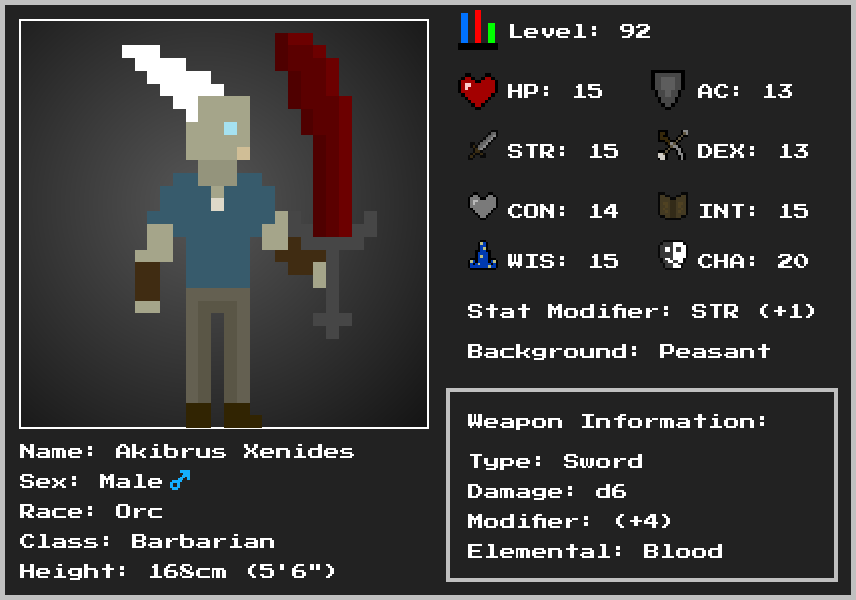 Level: 92
HP: 15 AC: 13
STR: 15 DEX: 13
CON: 14 INT: 15
WIS: 15 CHA: 20
Stat Modifier: STR (+1)
Background: Peasant
Weapon Information:
Type: Sword
Damage: d6
Modifier: (+4)
Elemental: Blood
Name: Akibrus Xenides
Sex: Male ♂
Race: Orc
Class: Barbarian
Height: 168cm (5'6")